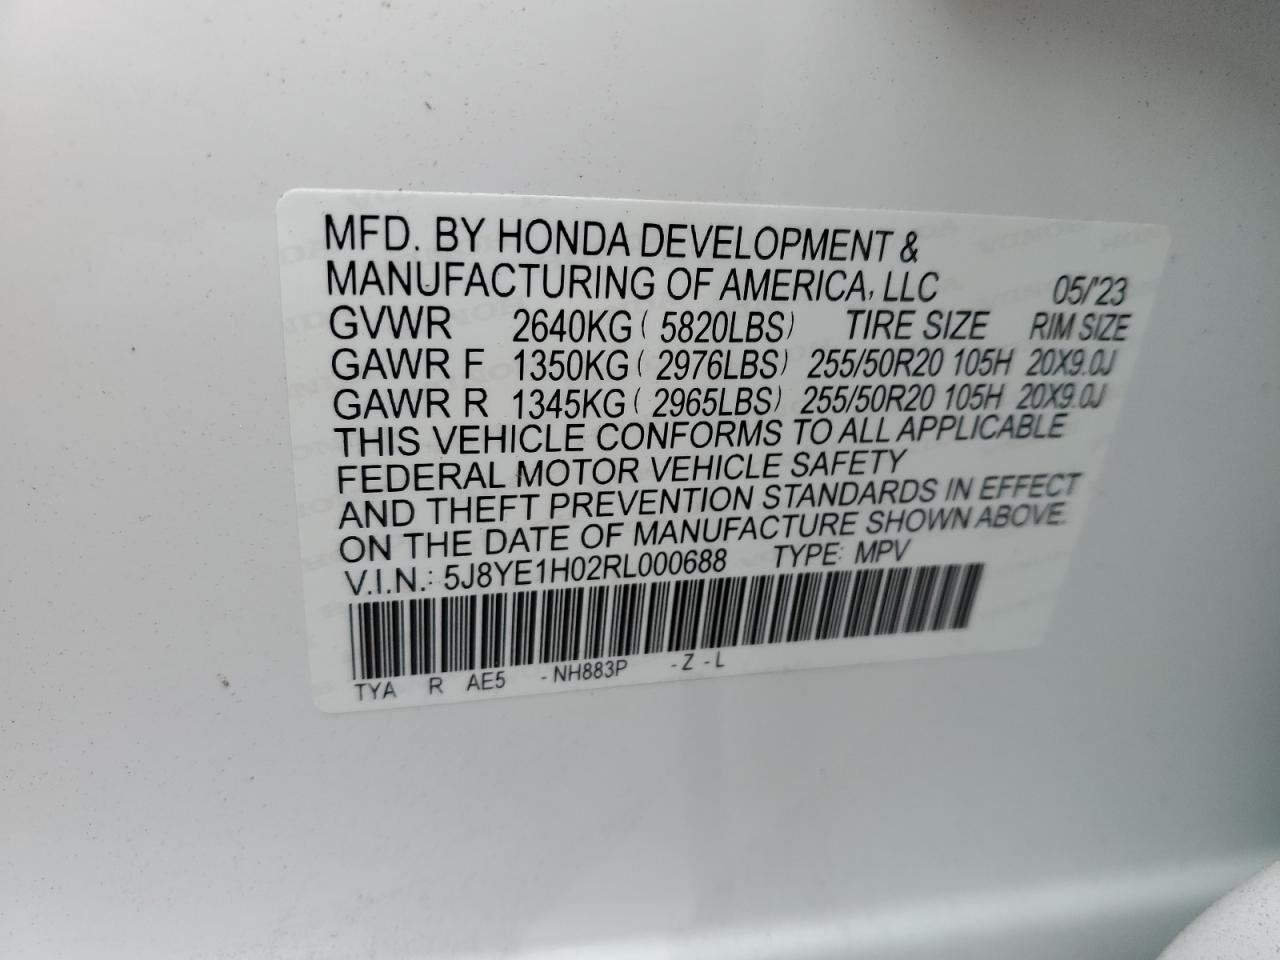 MFD. BY HONDA DEVELOPMENT &
MANUFACTURING OF AMERICA, LLC 05/'23
GVWR 2640KG ( 5820LBS) TIRE SIZE RIM SIZE
GAWR F 1350KG ( 2976LBS) 255/50R20 105H 20X9.0J
GAWR R 1345KG ( 2965LBS) 255/50R20 105H 20X9.0J
THIS VEHICLE CONFORMS TO ALL APPLICABLE
FEDERAL MOTOR VEHICLE SAFETY
AND THEFT PREVENTION STANDARDS IN EFFECT
ON THE DATE OF MANUFACTURE SHOWN ABOVE.
V.I.N.: 5J8YE1H02RL000688 TYPE: MPV
TYA R AE5 - NH883P - Z - L